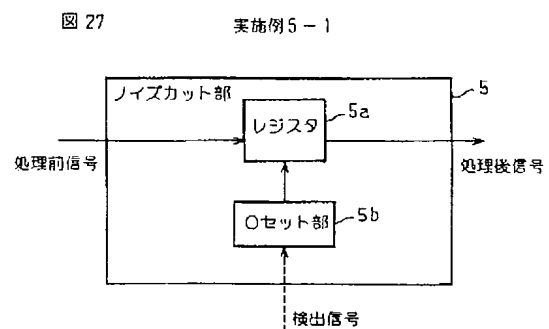 図 27
実施例5-1
5
ノイズカット部
レジスタ
5a
処理前信号
処理後信号
0セット部
5b
検出信号